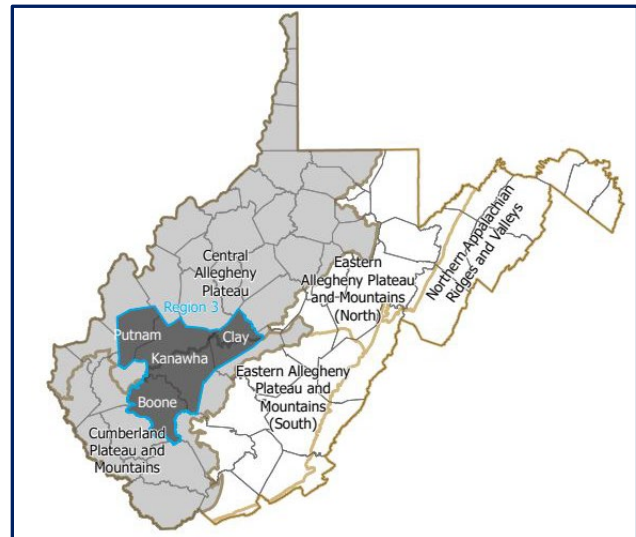 Central
Allegheny
Plateau
Region 3
Putnam
Kanawha
Clay
Boone
Cumberland
Plateau and
Mountains
Eastern
Allegheny Plateau
and Mountains
(North)
Eastern Allegheny
Plateau and
Mountains
(South)
Northern Appalachian
Ridges and Valleys